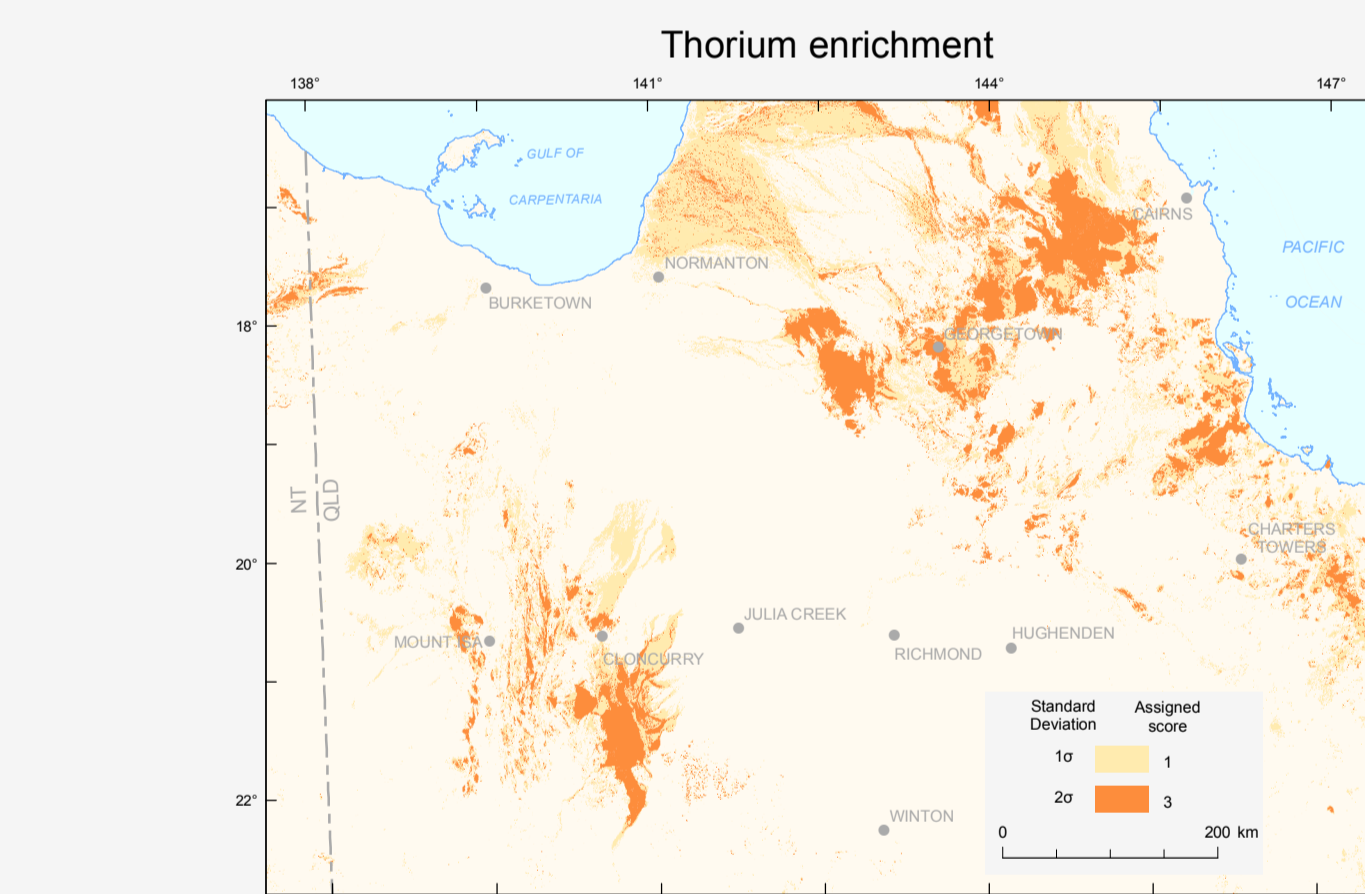 Thorium enrichment
138°
141°
144°
147°
GULF OF
CARPENTARIA
CAIRNS
PACIFIC
NORMANTON
BURKETOWN
OCEAN
18°
GEORGETOWN
NT
QLD
CHARTERS
TOWERS
20°
JULIA CREEK
MOUNT ISA
HUGHENDEN
CLONCURRY
RICHMOND
Standard
Deviation
Assigned
score
1σ
1
2σ
3
22°
WINTON
0
200 km